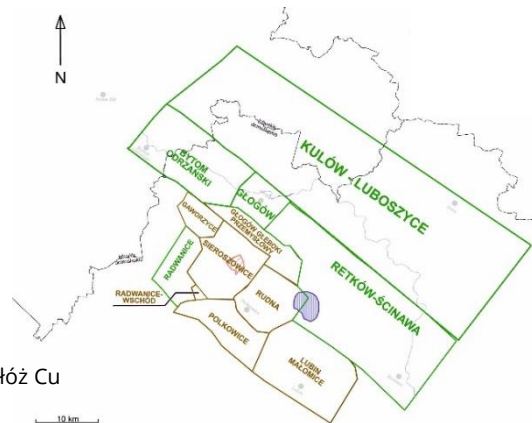 N
KULÓW - LUBOSZYCE
BYTOM
ODRZAŃSKI
GŁOGÓW
GŁOGÓW GŁĘBOKI
PRZEMYSŁOWY
GAWORZYCE
SIEROSZOWICE
RADWANICE
RETKÓW-ŚCINAWA
RADWANICE-
WSCHÓD
RUDNA
POLKOWICE
LUBIN
MAŁOMICE
łóż Cu
10 km